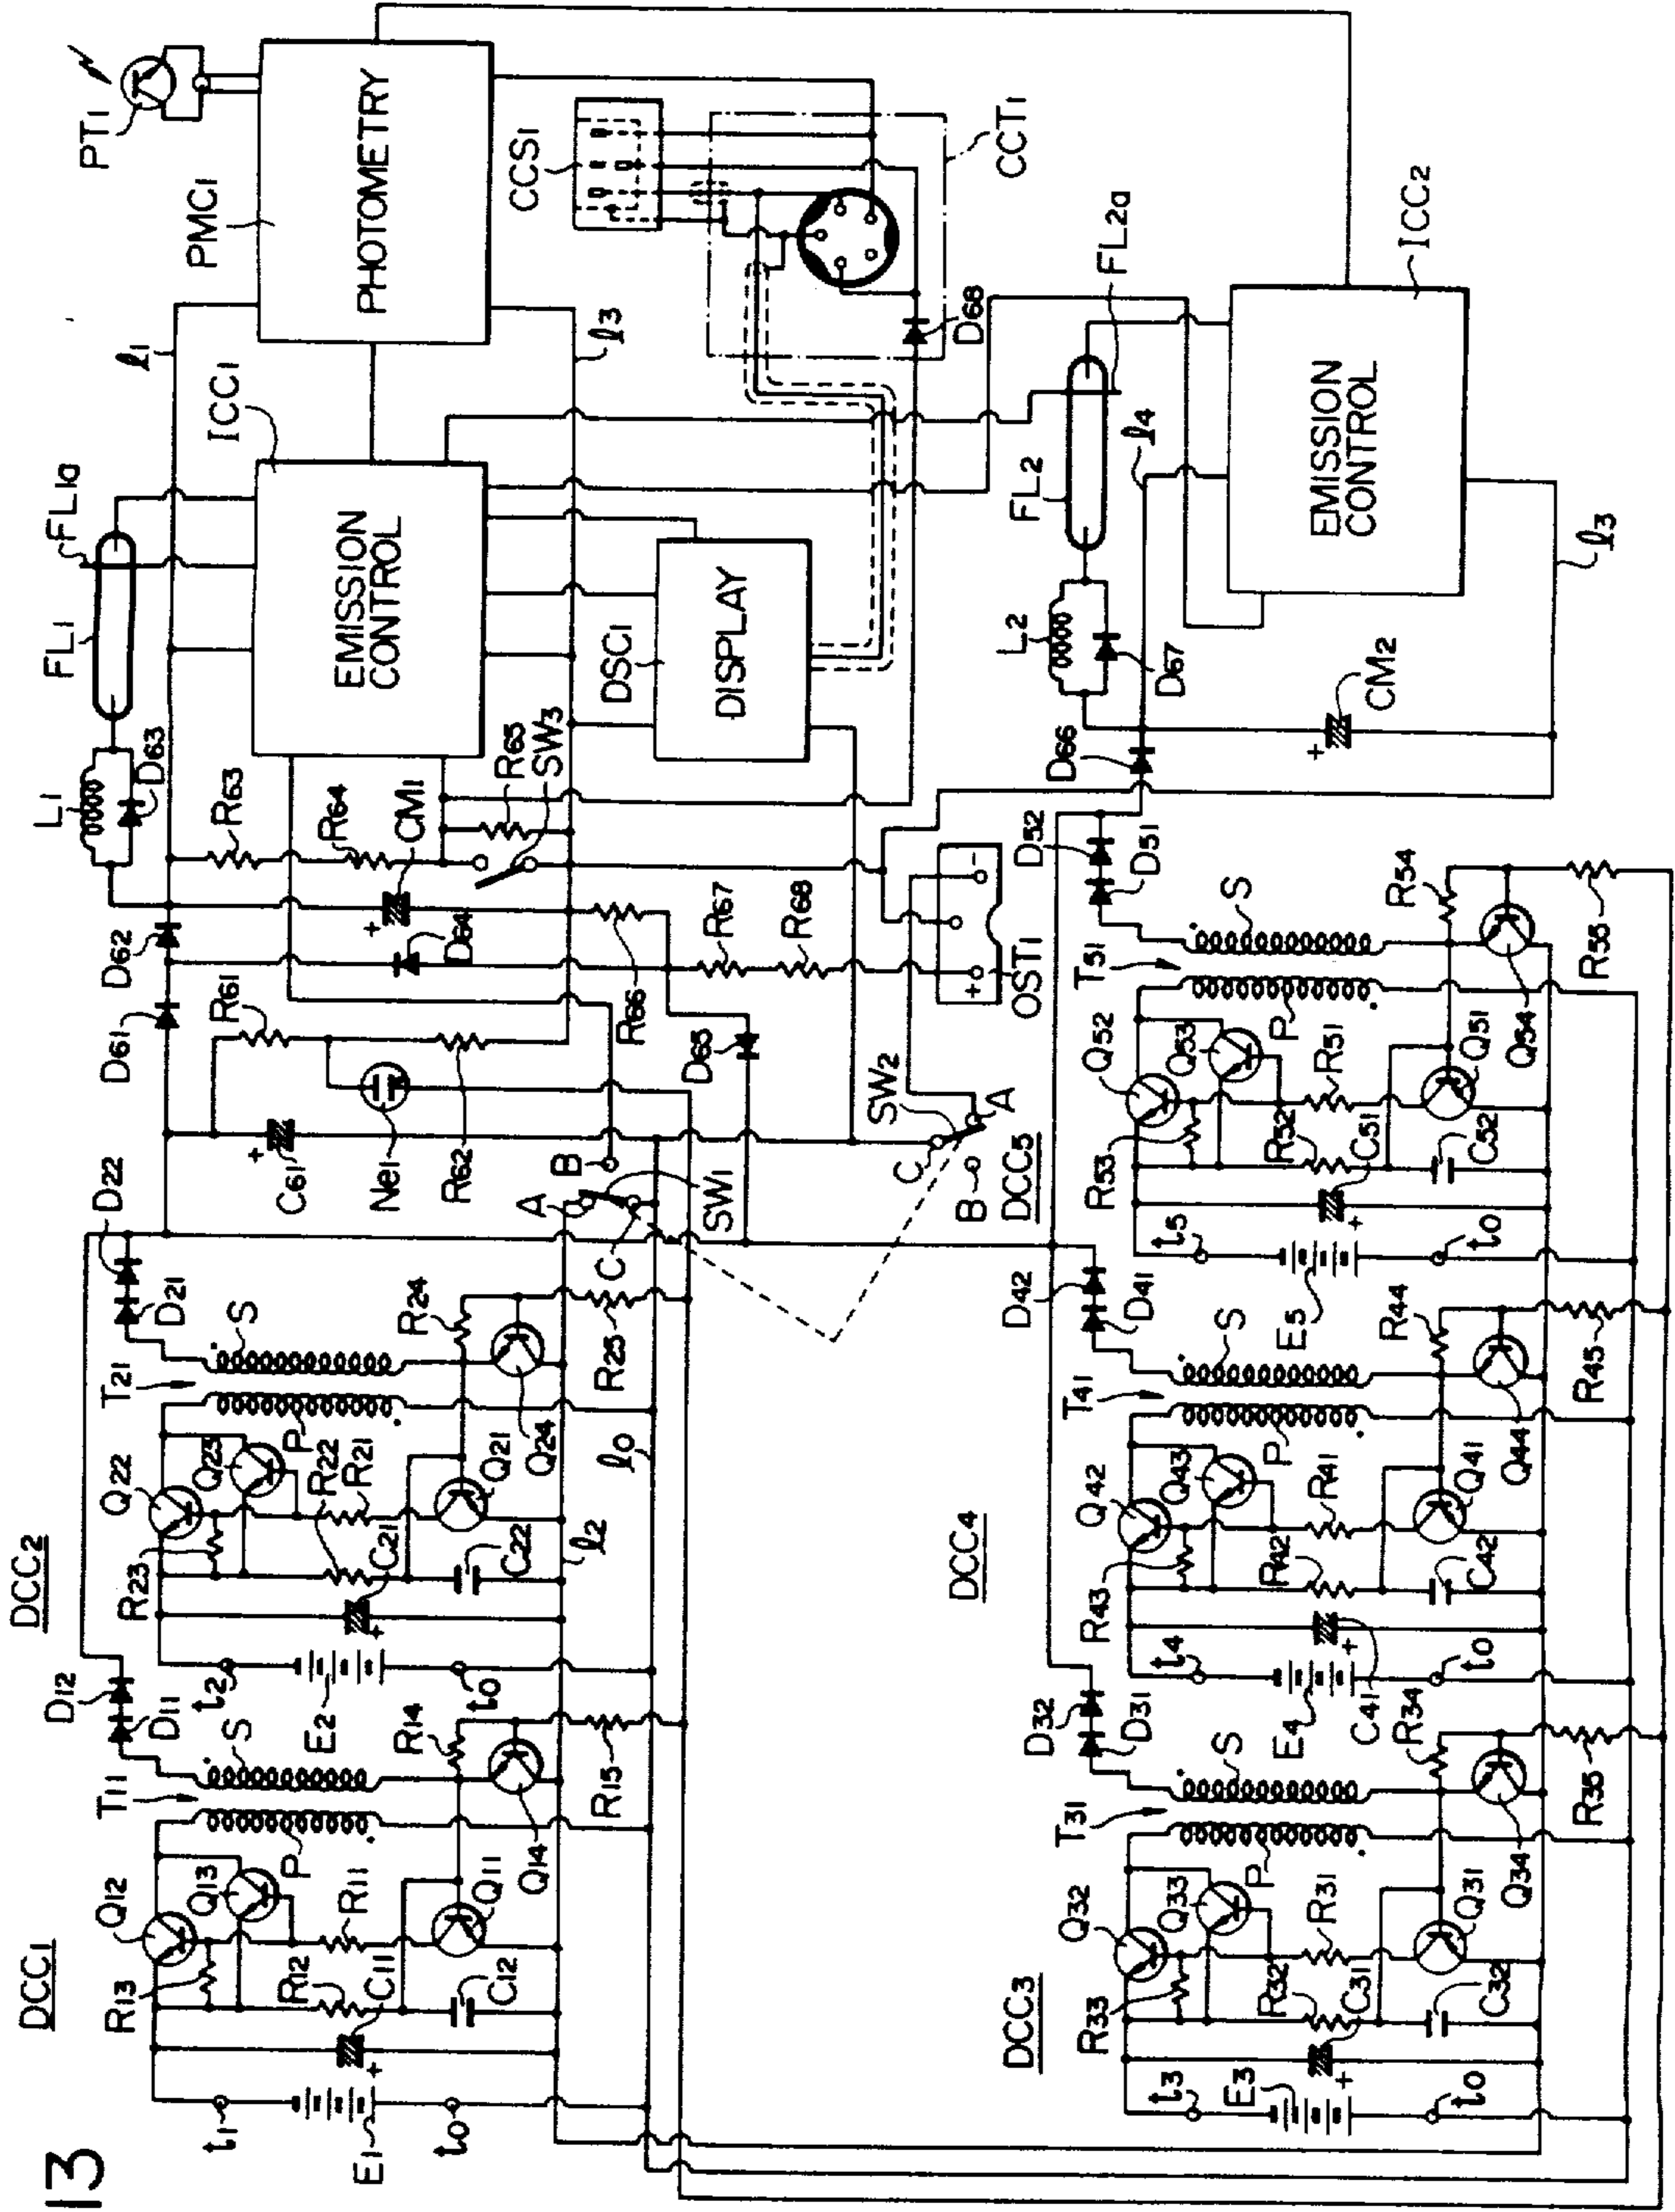 13
DCC1
DCC2
R13
Q12
Q13
T11
P
S
D11
D12
R12
R11
C11
C12
Q11
R14
Q14
R15
t1
E1
t0
R23
Q22
Q23
T21
P
S
D21
D22
R22
R21
C21
C22
Q21
R24
Q24
R25
t2
E2
t0
l2
l0
A
B
C
SW1
C61
+
Ne1
R62
R61
D61
D62
D64
R66
D65
R67
R68
CM1
+
R63
R64
R65
SW3
L1
D63
FL1
FL1a
ICC1
EMISSION
CONTROL
l1
l3
PMC1
PHOTOMETRY
PT1
CCS1
CCT1
D68
DSC1
DISPLAY
SW2
A
B
C
OST1
+
-
DCC3
DCC4
DCC5
R33
Q32
Q33
T31
P
S
D31
D32
R32
R31
C31
C32
Q31
R34
Q34
R35
t3
E3
t0
R43
Q42
Q43
T41
P
S
D41
D42
R42
R41
C41
C42
Q41
R44
Q44
R45
t4
E4
t0
R53
Q52
Q53
T51
P
S
D51
D52
R52
R51
C51
C52
Q51
R54
Q54
R55
t5
E5
t0
D66
L2
D67
CM2
+
FL2
FL2a
l4
l3
ICC2
EMISSION
CONTROL